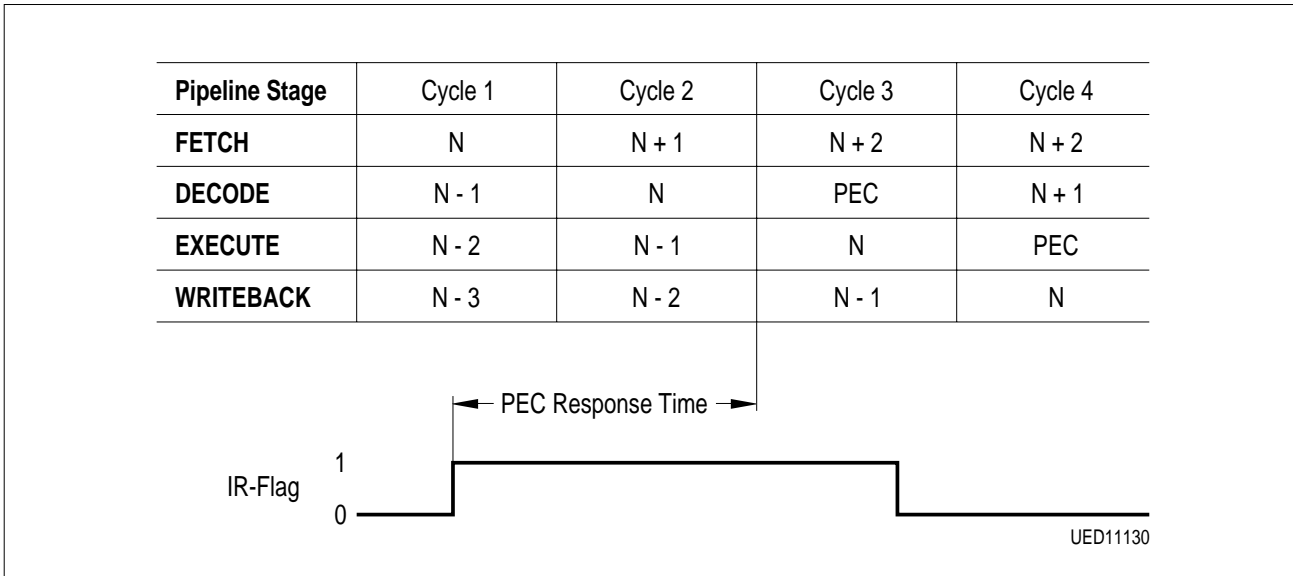 Pipeline Stage Cycle 1 Cycle 2 Cycle 3 Cycle 4
FETCH N N + 1 N + 2 N + 2
DECODE N - 1 N PEC N + 1
EXECUTE N - 2 N - 1 N PEC
WRITEBACK N - 3 N - 2 N - 1 N
PEC Response Time
1
IR-Flag
0
UED11130